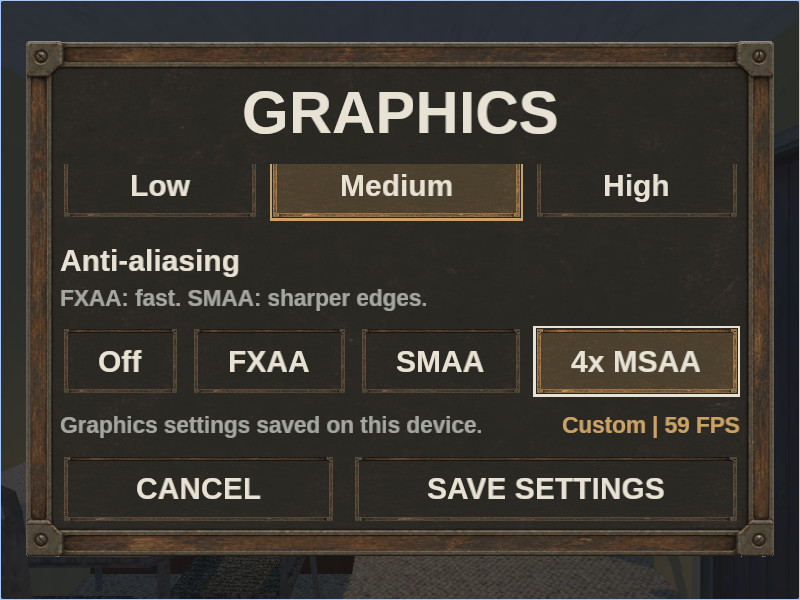 GRAPHICS
Low Medium High
Anti-aliasing
FXAA: fast. SMAA: sharper edges.
Off FXAA SMAA 4x MSAA
Graphics settings saved on this device. Custom | 59 FPS
CANCEL SAVE SETTINGS